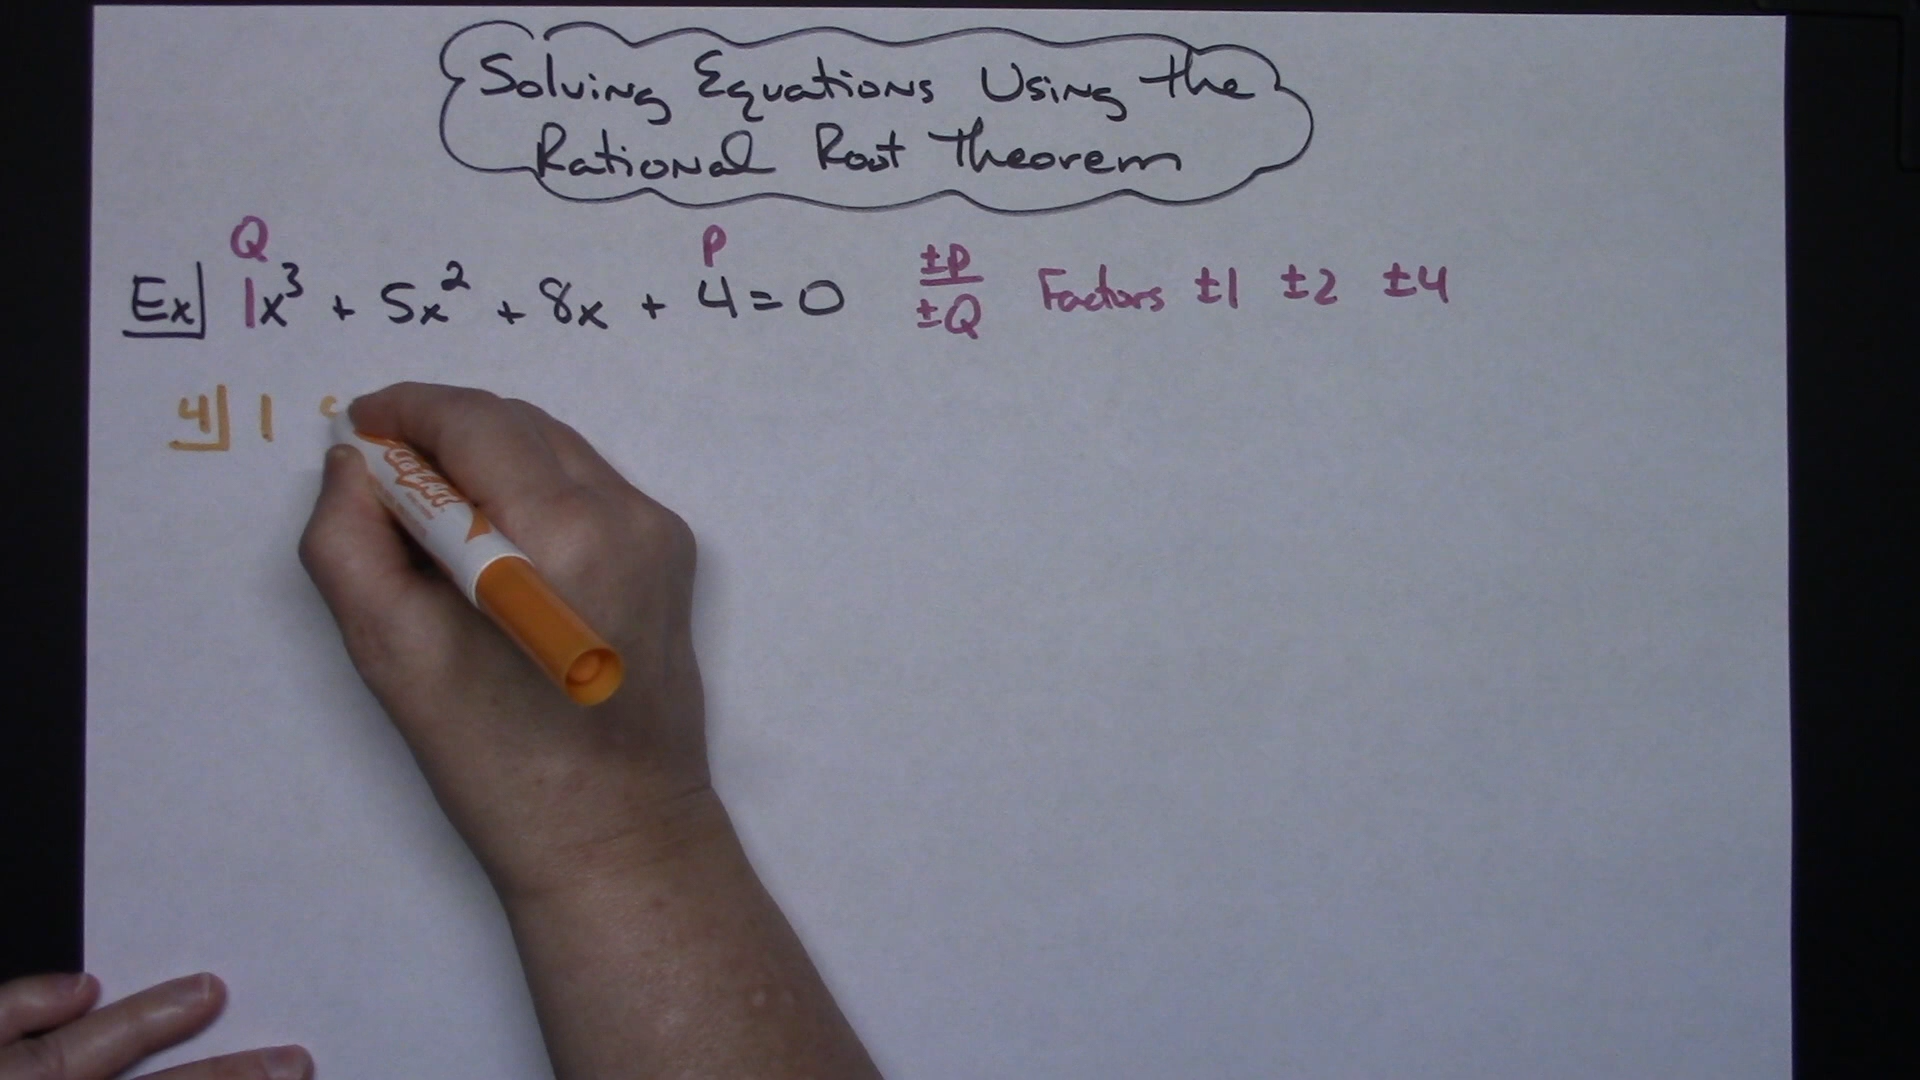 Solving Equations Using the
Rational Root Theorem
Q P
Ex 1x³ + 5x² + 8x + 4 = 0 ±P/±Q Factors ±1 ±2 ±4
4 1